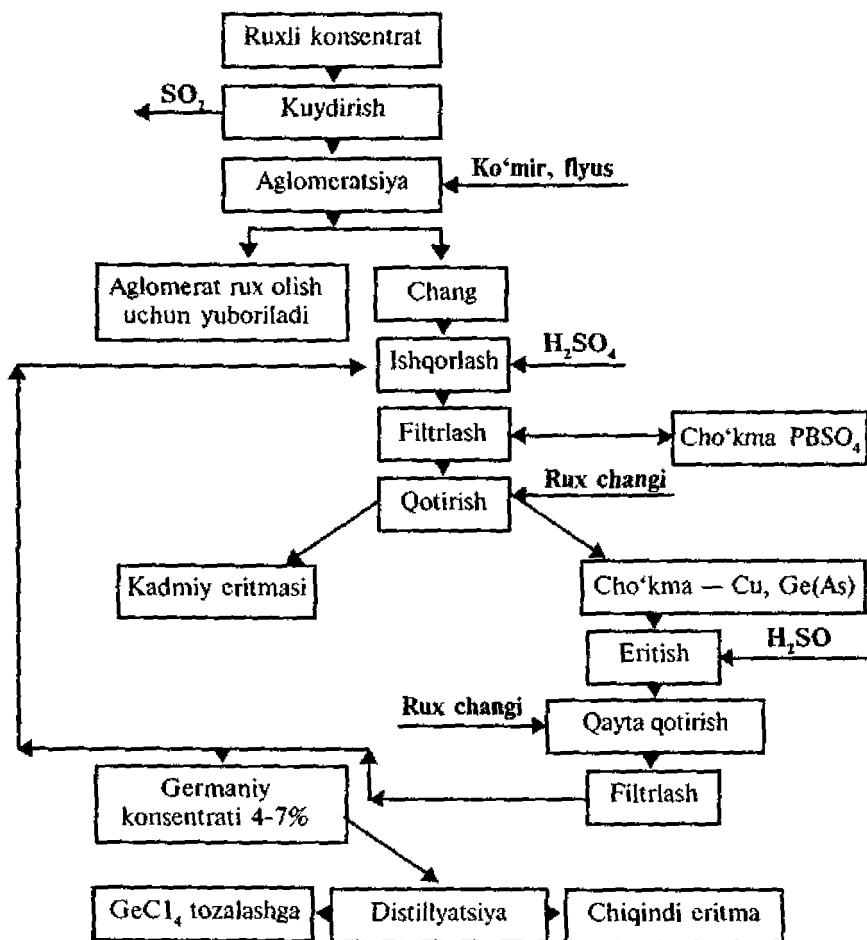 Ruxli konsentrat
SO₂
Kuydirish
Aglomeratsiya
Ko‘mir, flyus
Aglomerat rux olish
uchun yuboriladi
Chang
Ishqorlash
H₂SO₄
Filtrlash
Cho‘kma PBSO₄
Qotirish
Rux changi
Kadmiy eritmasi
Cho‘kma — Cu, Ge(As)
Eritish
H₂SO
Rux changi
Qayta qotirish
Germaniy
konsentrati 4-7%
Filtrlash
GeCl₄ tozalashga
Distillyatsiya
Chiqindi eritma